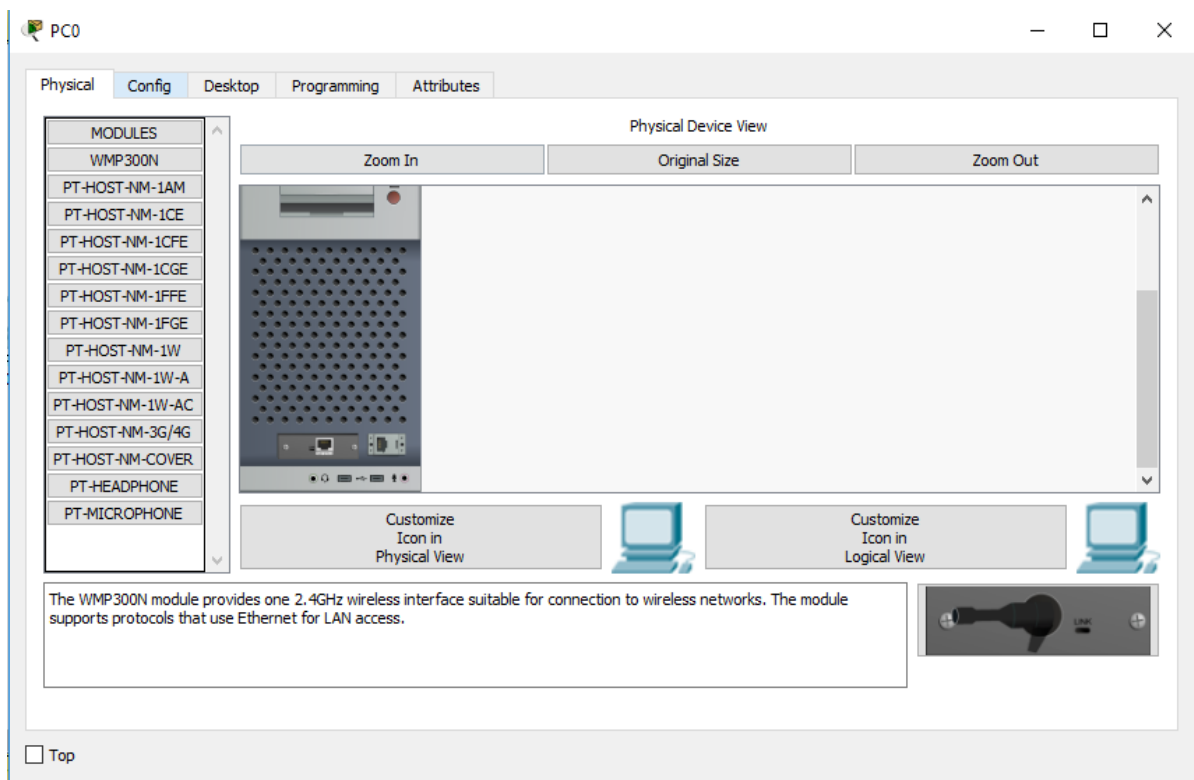 PC0
Physical
Config
Desktop
Programming
Attributes
MODULES
WMP300N
PT-HOST-NM-1AM
PT-HOST-NM-1CE
PT-HOST-NM-1CFE
PT-HOST-NM-1CGE
PT-HOST-NM-1FFE
PT-HOST-NM-1FGE
PT-HOST-NM-1W
PT-HOST-NM-1W-A
PT-HOST-NM-1W-AC
PT-HOST-NM-3G/4G
PT-HOST-NM-COVER
PT-HEADPHONE
PT-MICROPHONE
Physical Device View
Zoom In
Original Size
Zoom Out
Customize
Icon in
Physical View
Customize
Icon in
Logical View
The WMP300N module provides one 2.4GHz wireless interface suitable for connection to wireless networks. The module
supports protocols that use Ethernet for LAN access.
LINK
Top